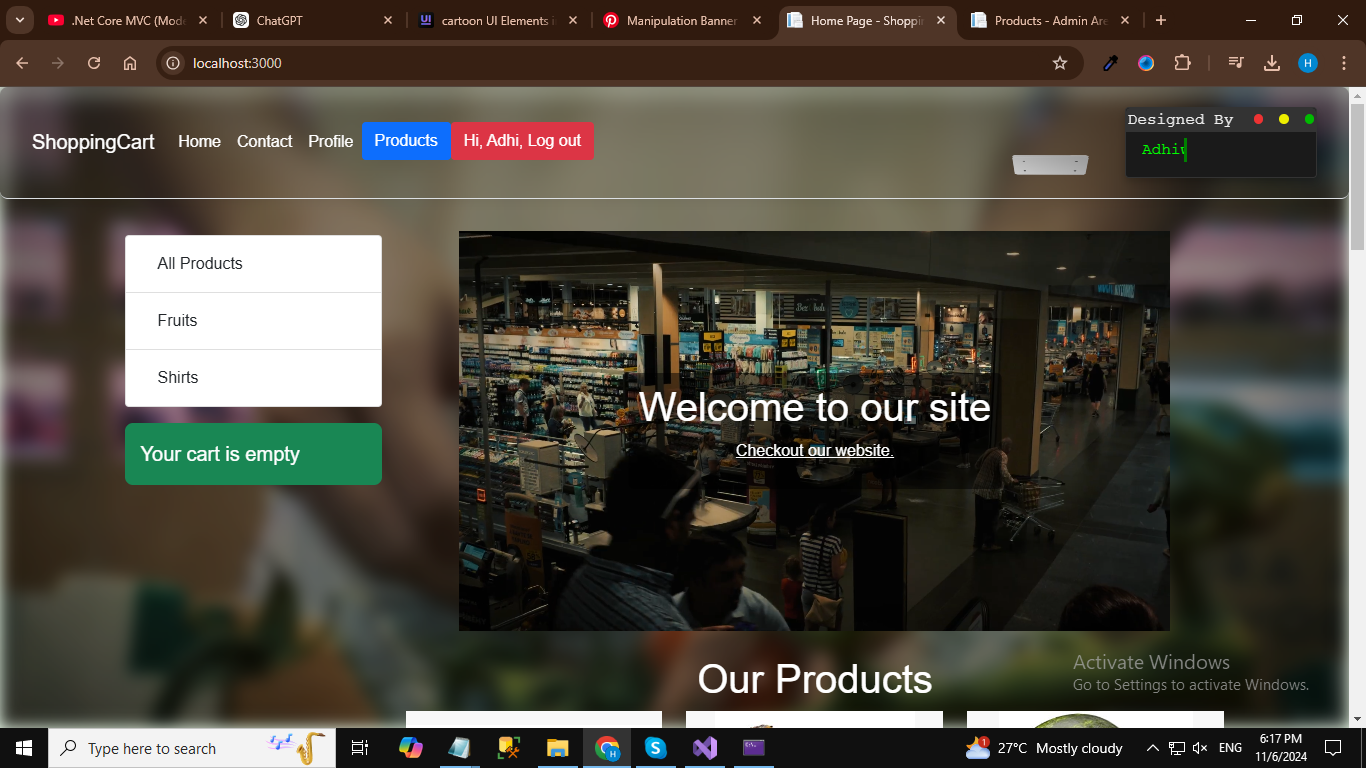 .Net Core MVC (Mode
ChatGPT
cartoon UI Elements i
Manipulation Banner
Home Page - Shoppin
Products - Admin Are
localhost:3000
H
ShoppingCart
Home
Contact
Profile
Products
Hi, Adhi, Log out
Designed By
Adhiv
All Products
Fruits
Shirts
Your cart is empty
Welcome to our site
Checkout our website.
Our Products
Activate Windows
Go to Settings to activate Windows.
Type here to search
1
27°C Mostly cloudy
ENG
6:17 PM
11/6/2024